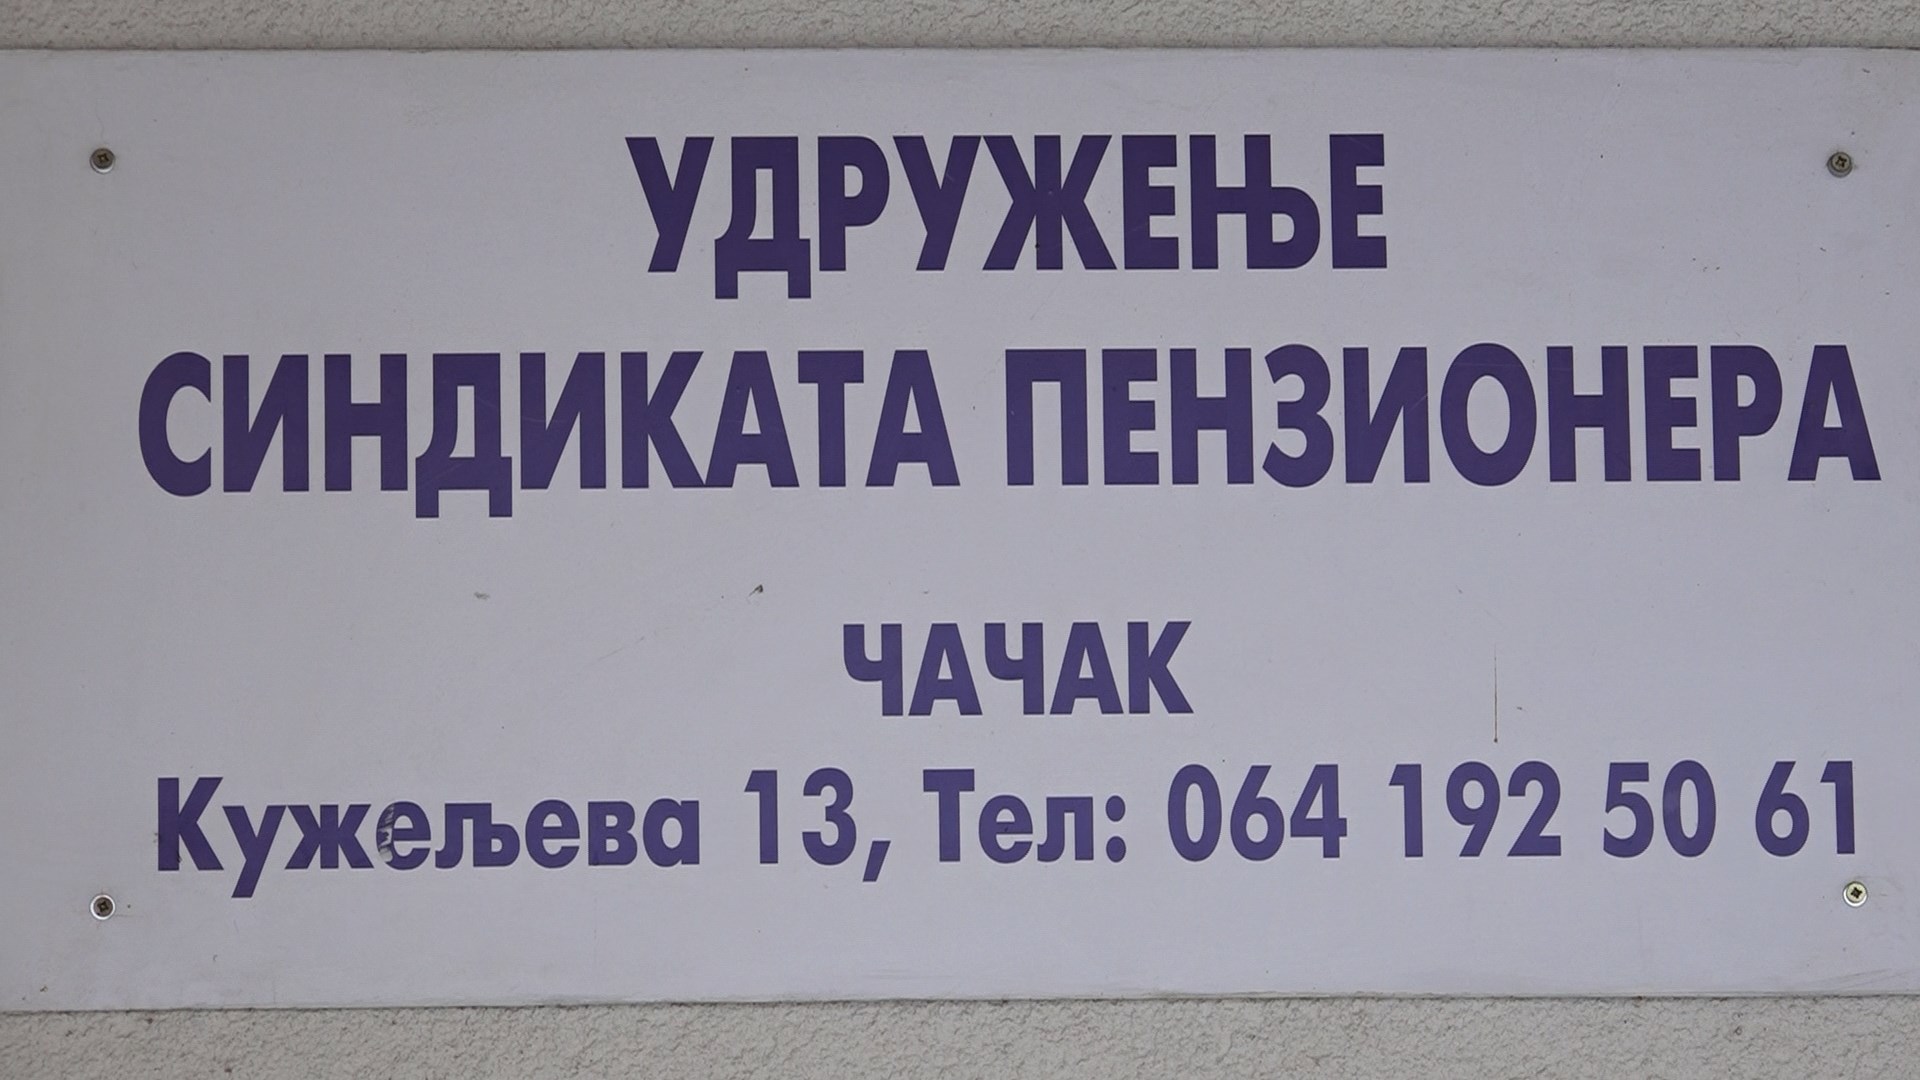 УДРУЖЕЊЕ
СИНДИКАТА ПЕНЗИОНЕРА
ЧАЧАК
Кужељева 13, Тел: 064 192 50 61